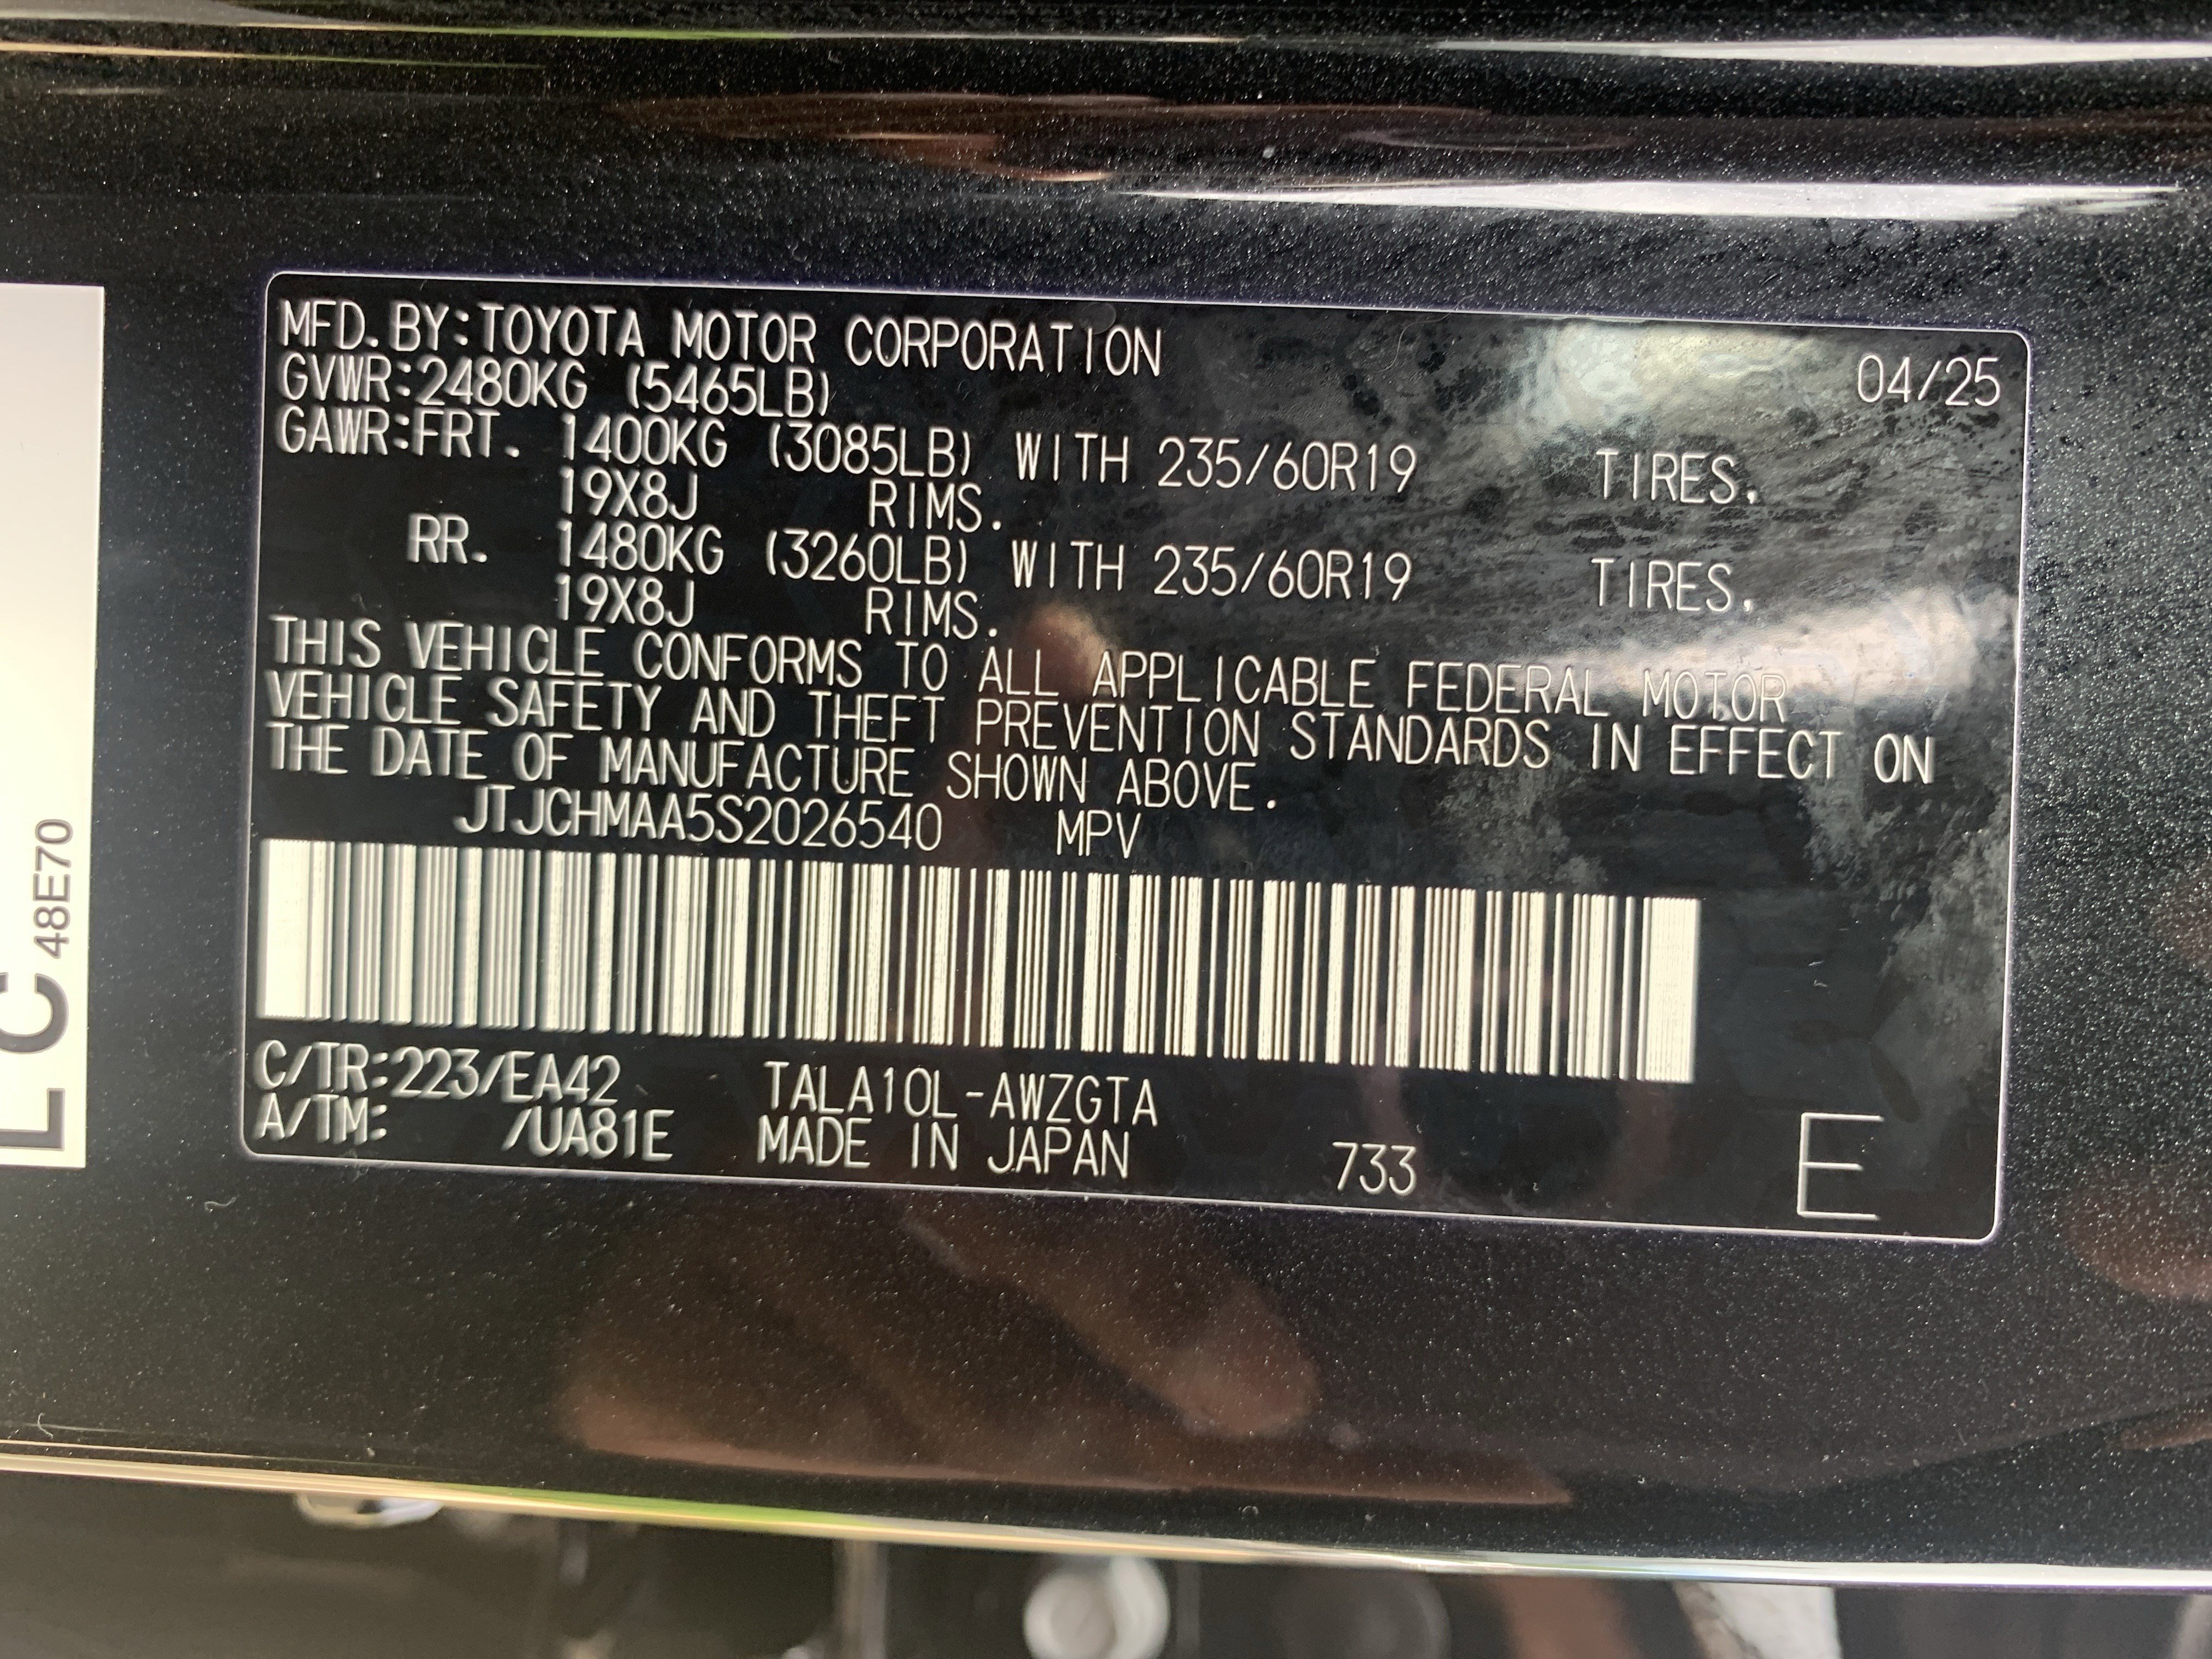 MFD.BY:TOYOTA MOTOR CORPORATION 04/25
GVWR:2480KG (5465LB)
GAWR:FRT. 1400KG (3085LB) WITH 235/60R19 TIRES.
19X8J RIMS.
RR. 1480KG (3260LB) WITH 235/60R19 TIRES.
19X8J RIMS.
THIS VEHICLE CONFORMS TO ALL APPLICABLE FEDERAL MOTOR
VEHICLE SAFETY AND THEFT PREVENTION STANDARDS IN EFFECT ON
THE DATE OF MANUFACTURE SHOWN ABOVE.
JTJCHMAA5S2026540 MPV
C/TR:223/EA42 TALA10L-AWZGTA
A/TM: /UA81E MADE IN JAPAN 733 E
L C 48E70